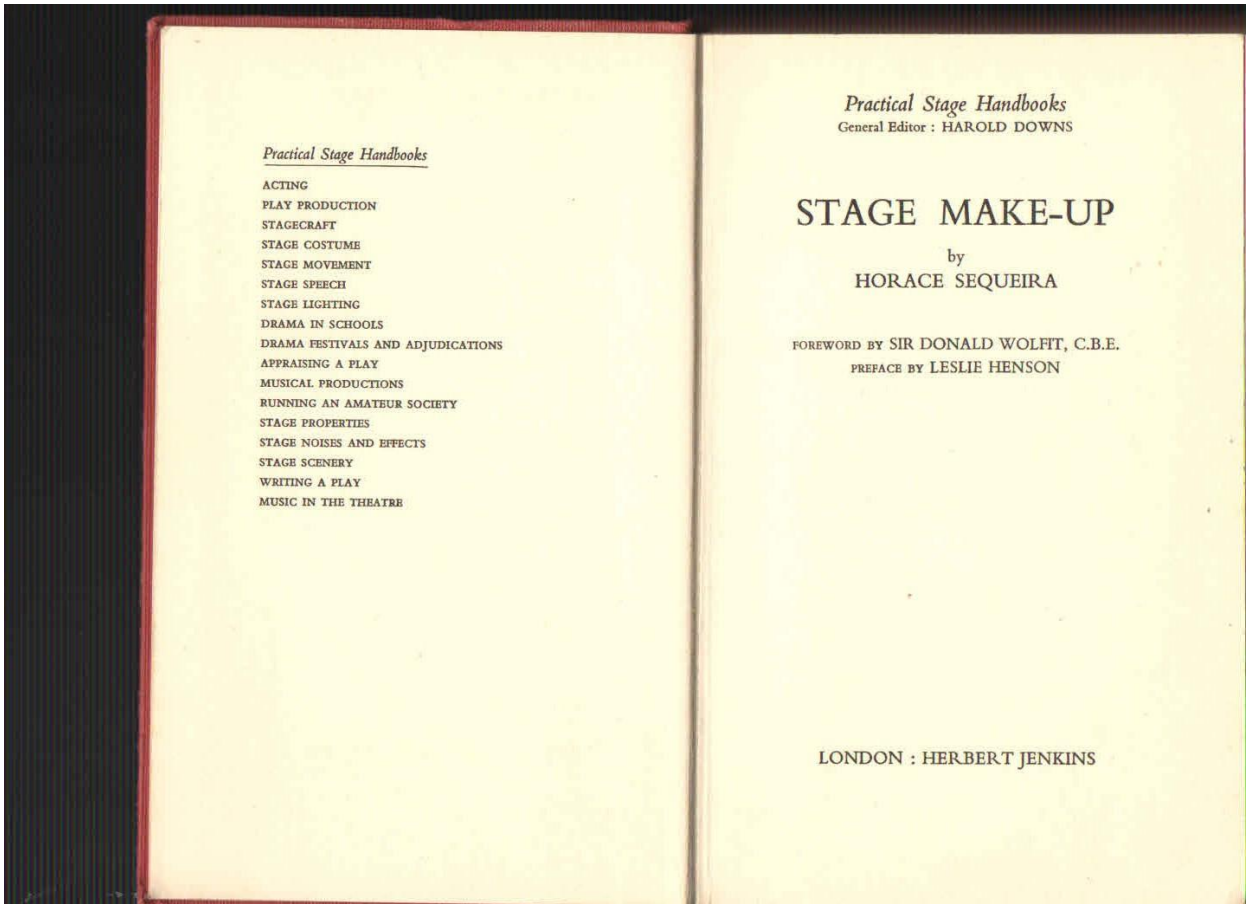 Practical Stage Handbooks
ACTING
PLAY PRODUCTION
STAGECRAFT
STAGE COSTUME
STAGE MOVEMENT
STAGE SPEECH
STAGE LIGHTING
DRAMA IN SCHOOLS
DRAMA FESTIVALS AND ADJUDICATIONS
APPRAISING A PLAY
MUSICAL PRODUCTIONS
RUNNING AN AMATEUR SOCIETY
STAGE PROPERTIES
STAGE NOISES AND EFFECTS
STAGE SCENERY
WRITING A PLAY
MUSIC IN THE THEATRE
Practical Stage Handbooks
General Editor : HAROLD DOWNS
STAGE MAKE-UP
by
HORACE SEQUEIRA
FOREWORD BY SIR DONALD WOLFIT, C.B.E.
PREFACE BY LESLIE HENSON
LONDON : HERBERT JENKINS